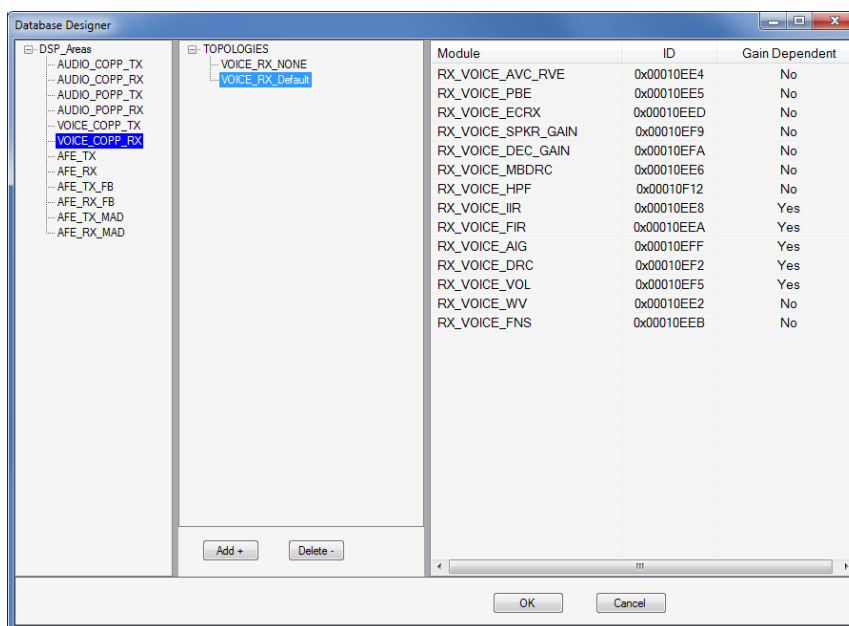 Database Designer
DSP_Areas
AUDIO_COPP_TX
AUDIO_COPP_RX
AUDIO_POPP_TX
AUDIO_POPP_RX
VOICE_COPP_TX
VOICE_COPP_RX
AFE_TX
AFE_RX
AFE_TX_FB
AFE_RX_FB
AFE_TX_MAD
AFE_RX_MAD
TOPOLOGIES
VOICE_RX_NONE
VOICE_RX_Default
Add +
Delete -
Module ID Gain Dependent
RX_VOICE_AVC_RVE 0x00010EE4 No
RX_VOICE_PBE 0x00010EE5 No
RX_VOICE_ECRX 0x00010EED No
RX_VOICE_SPKR_GAIN 0x00010EF9 No
RX_VOICE_DEC_GAIN 0x00010EFA No
RX_VOICE_MBDRC 0x00010EE6 No
RX_VOICE_HPF 0x00010F12 No
RX_VOICE_IIR 0x00010EE8 Yes
RX_VOICE_FIR 0x00010EEA Yes
RX_VOICE_AIG 0x00010EFF Yes
RX_VOICE_DRC 0x00010EF2 Yes
RX_VOICE_VOL 0x00010EF5 Yes
RX_VOICE_WV 0x00010EE2 No
RX_VOICE_FNS 0x00010EEB No
OK
Cancel